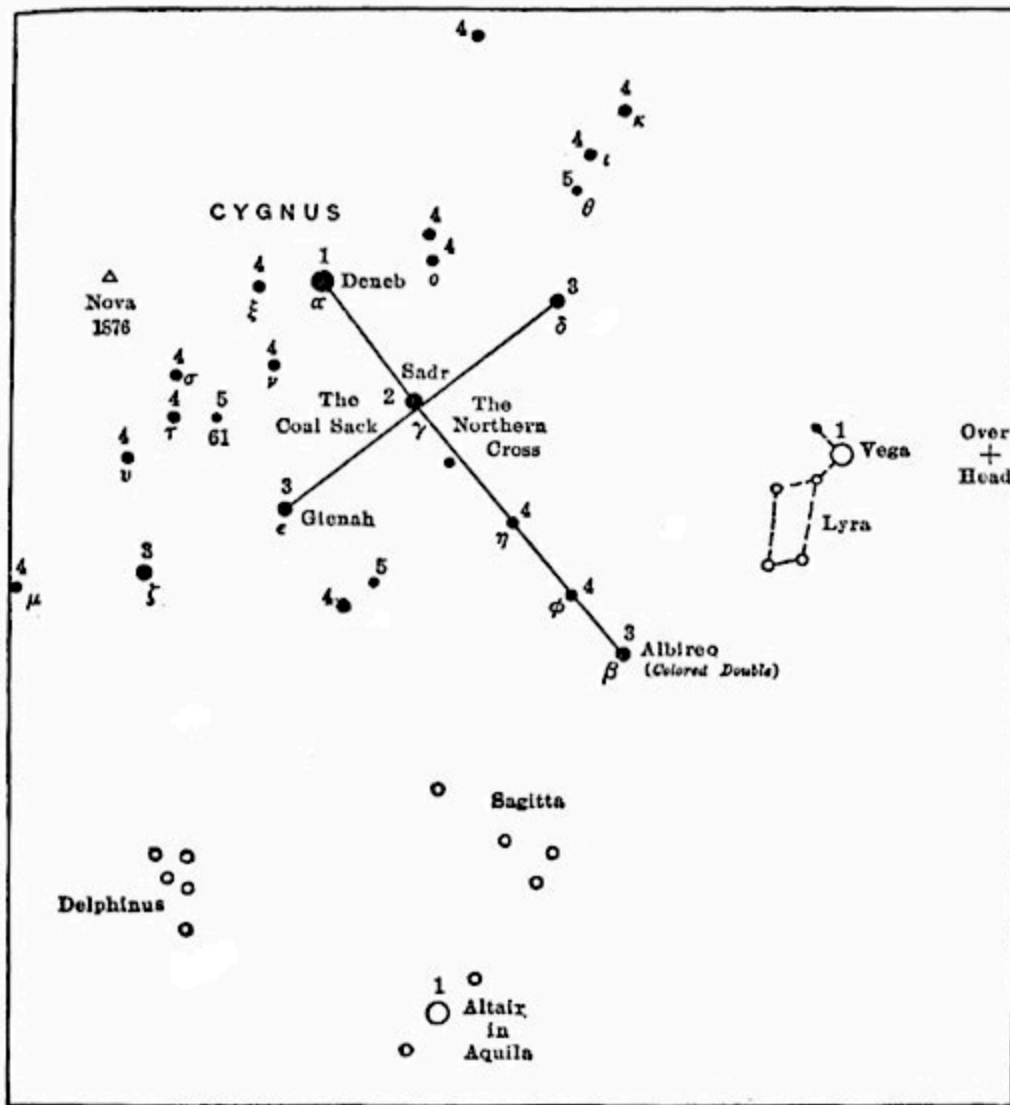 4
4
κ
4
ι
5
θ
CYGNUS
4
4
ο
1
Deneb
α
4
ξ
3
δ
Nova
1876
4
ν
4
σ
Sadr
2
γ
The
Coal Sack
The
Northern
Cross
4
τ
5
61
4
υ
1
Vega
Over
Head
Lyra
3
ε
Gienah
4
η
3
ζ
4
μ
5
4
4
φ
3
β
Albireo
(Colored Double)
Sagitta
Delphinus
1
Altair
in
Aquila